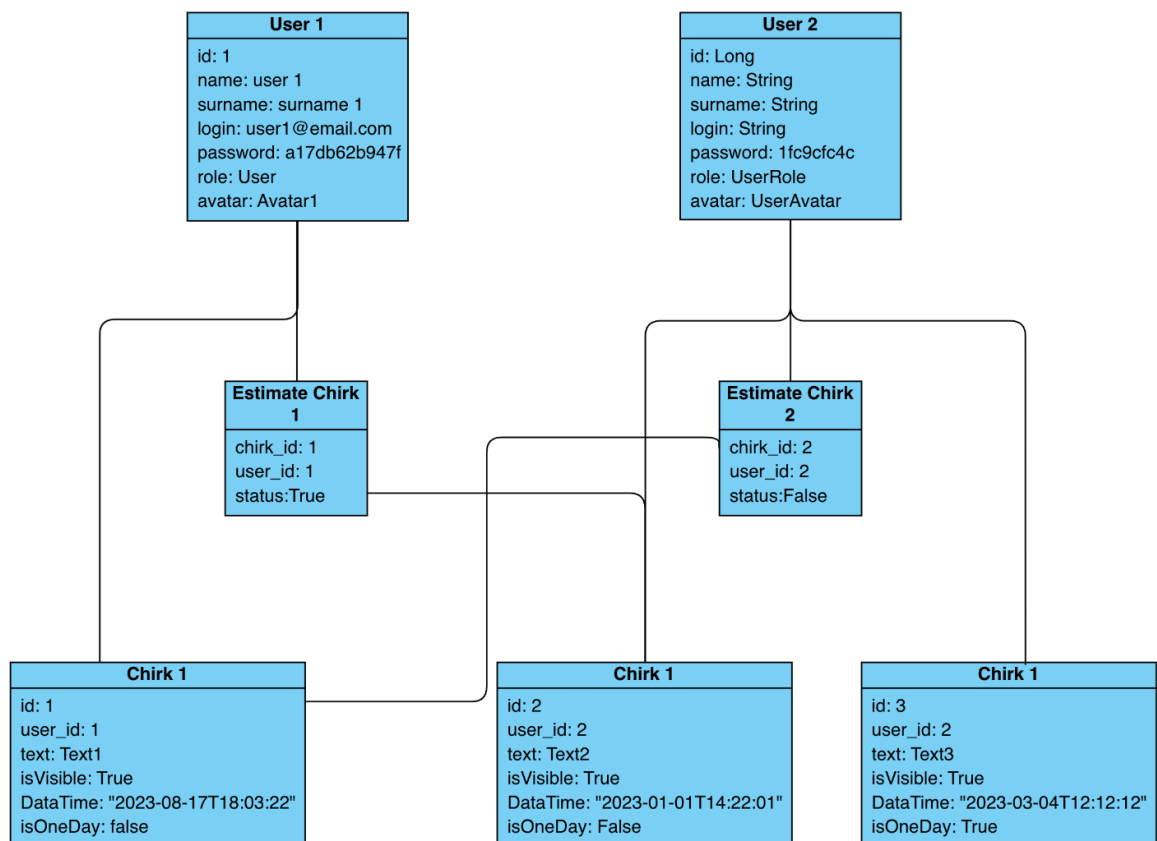 User 1
id: 1
name: user 1
surname: surname 1
login: user1@email.com
password: a17db62b947f
role: User
avatar: Avatar1
User 2
id: Long
name: String
surname: String
login: String
password: 1fc9cfc4c
role: UserRole
avatar: UserAvatar
Estimate Chirk
1
chirk_id: 1
user_id: 1
status:True
Estimate Chirk
2
chirk_id: 2
user_id: 2
status:False
Chirk 1
id: 1
user_id: 1
text: Text1
isVisible: True
DataTime: "2023-08-17T18:03:22"
isOneDay: false
Chirk 1
id: 2
user_id: 2
text: Text2
isVisible: True
DataTime: "2023-01-01T14:22:01"
isOneDay: False
Chirk 1
id: 3
user_id: 2
text: Text3
isVisible: True
DataTime: "2023-03-04T12:12:12"
isOneDay: True